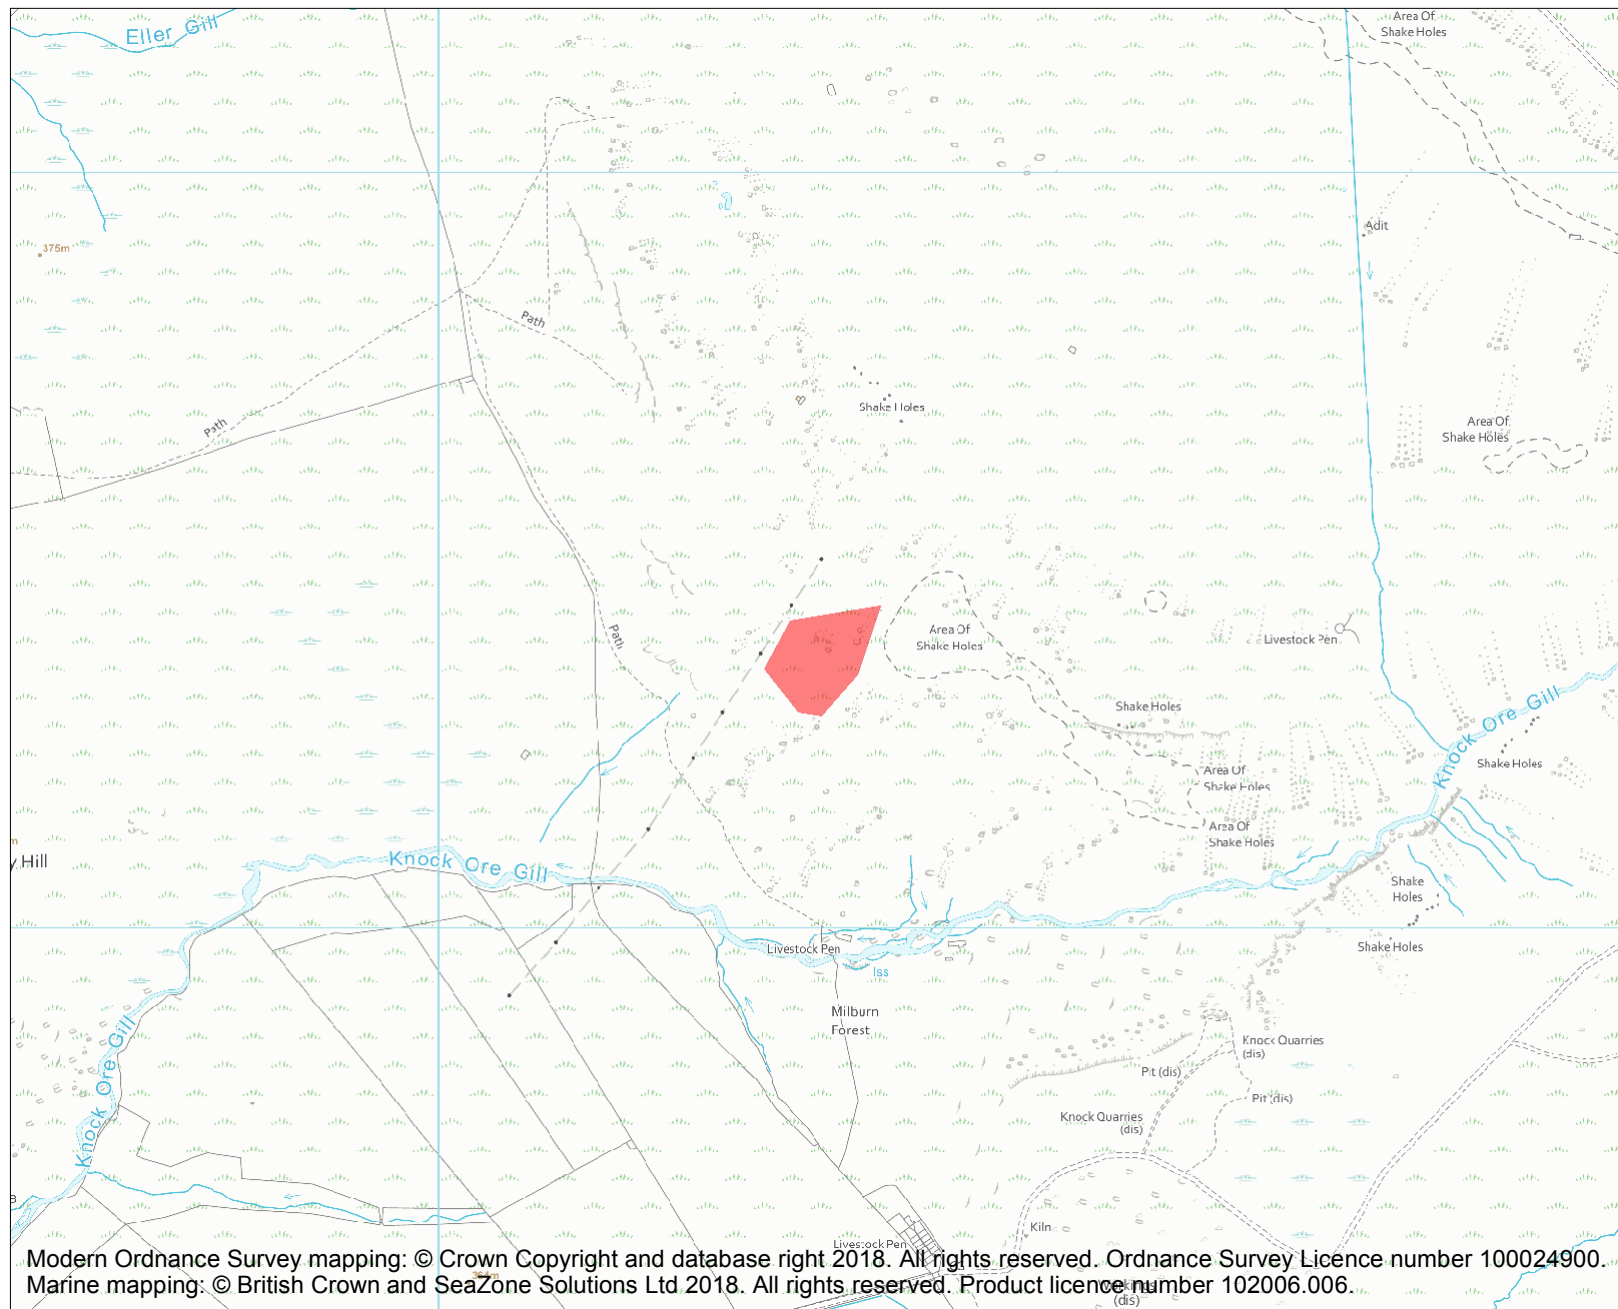 Eller Gill
Area Of
Shake Holes
Adit
375m
Path
Path
Shake Holes
Area Of
Shake Holes
Path
Area Of
Shake Holes
Livestock Pen
Shake Holes
Knock Ore Gill
Shake Holes
Area Of
Shake Holes
Area Of
Shake Holes
m
y Hill
Knock Ore Gill
Shake
Holes
Shake Holes
Livestock Pen
Iss
Milburn
Forest
Knock Ore Gill
Knock Quarries
(dis)
Pit (dis)
Pit (dis)
Knock Quarries
(dis)
Kiln
Livestock Pen
Modern Ordnance Survey mapping: © Crown Copyright and database right 2018. All rights reserved. Ordnance Survey Licence number 100024900.
Marine mapping: © British Crown and SeaZone Solutions Ltd 2018. All rights reserved. Product licence number 102006.006.
(dis)